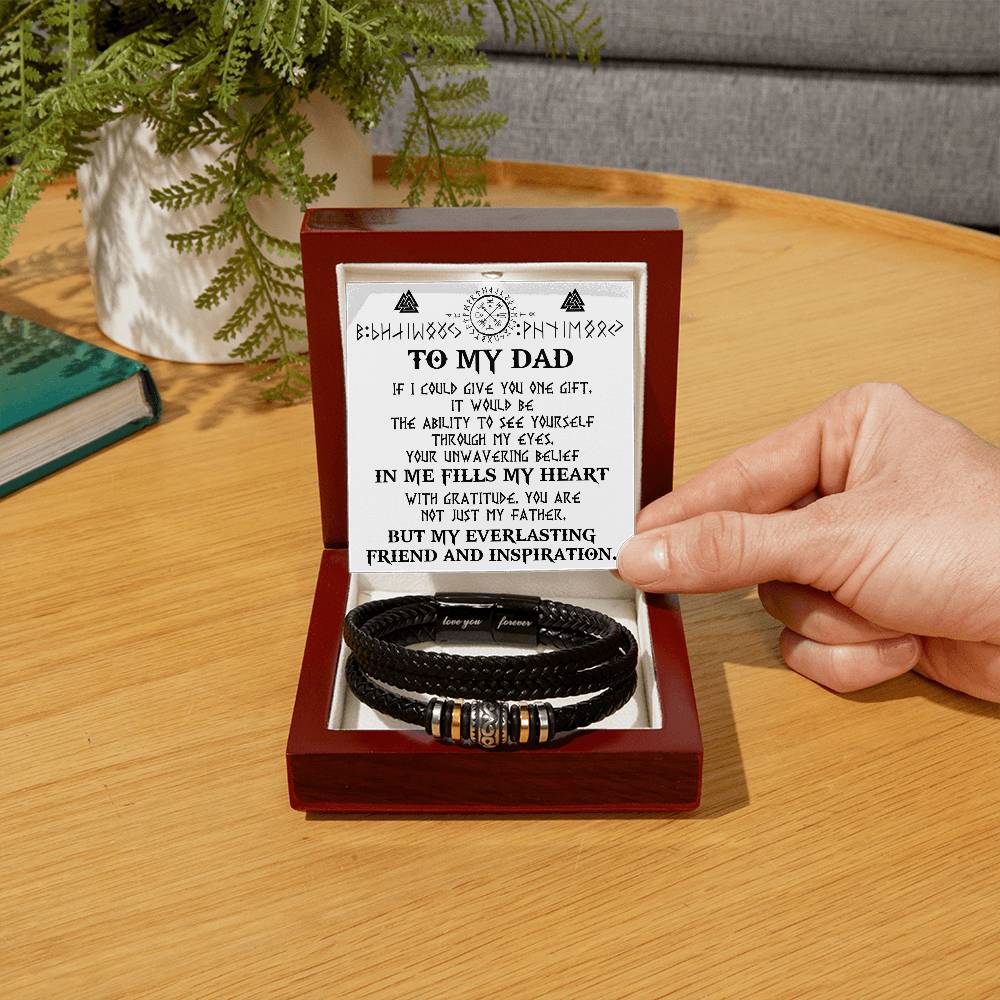 TO MY DAD
IF I COULD GIVE YOU ONE GIFT,
IT WOULD BE
THE ABILITY TO SEE YOURSELF
THROUGH MY EYES.
YOUR UNWAVERING BELIEF
IN ME FILLS MY HEART
WITH GRATITUDE. YOU ARE
NOT JUST MY FATHER,
BUT MY EVERLASTING
FRIEND AND INSPIRATION.
love you forever